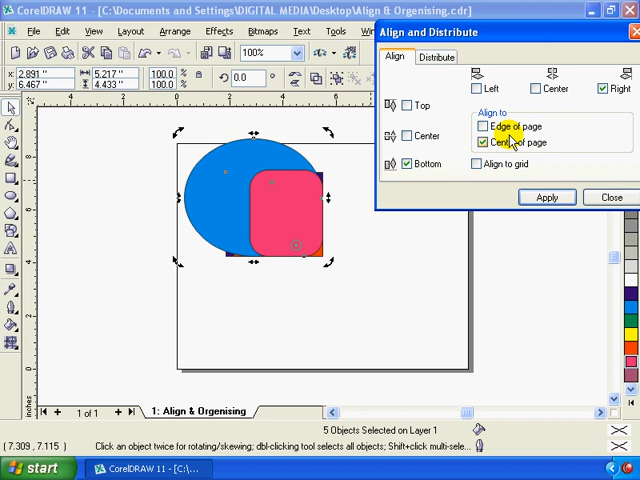 CorelDRAW 11 - [C:\Documents and Settings\DIGITAL MEDIA\Desktop\Align & Orgenising.cdr]
File Edit View Layout Arrange Effects Bitmaps Text Tools
100%
x: 2.891 " 5.217 " 100.0
y: 6.467 " 4.433 " 100.0 % 0.0
Align and Distribute
Align Distribute
Left Center Right
Top
Align to
Edge of page
Center
Center of page
Bottom Align to grid
Apply Close
1 of 1 1: Align & Orgenising
5 Objects Selected on Layer 1
( 7.309 , 7.115 ) Click an object twice for rotating/skewing; dbl-clicking tool selects all objects; Shift+click multi-sele...
start CorelDRAW 11 - [C:\...